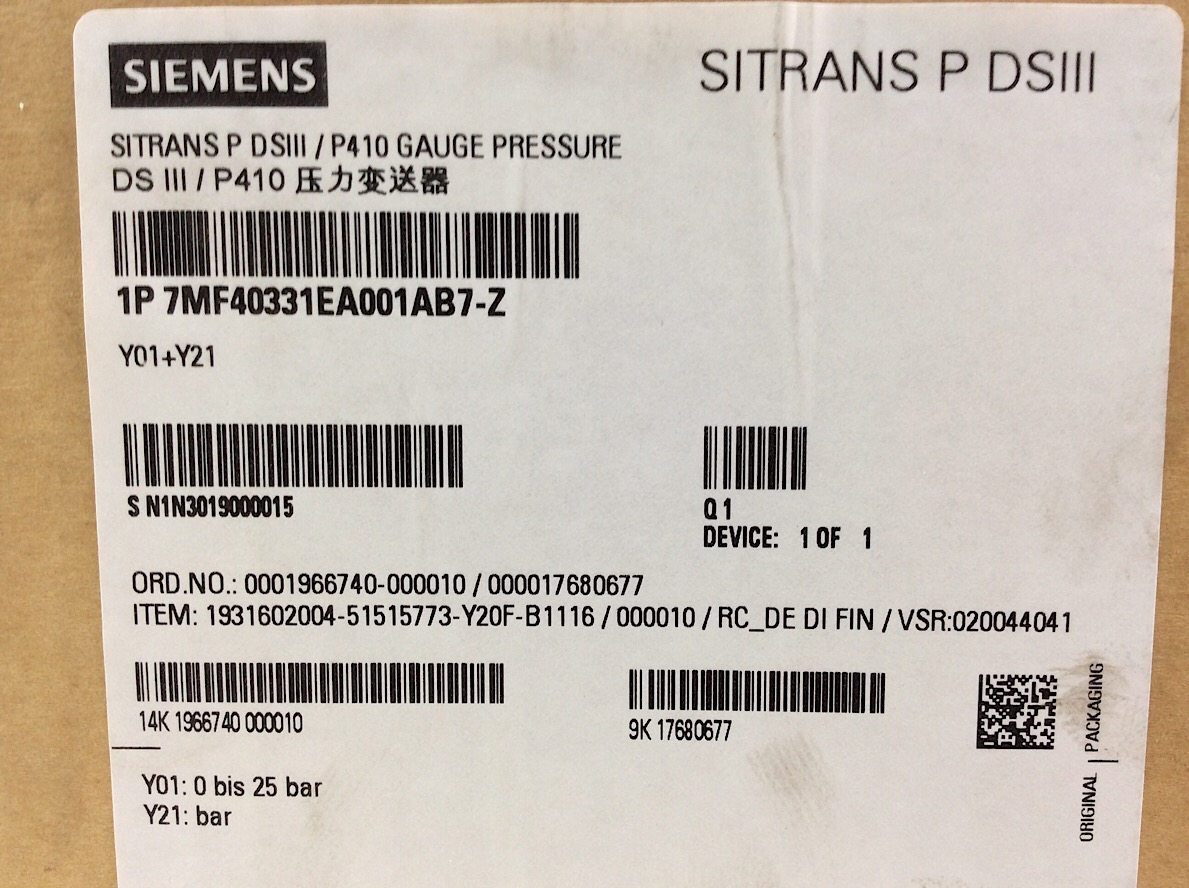 SIEMENS
SITRANS P DSIII
SITRANS P DSIII / P410 GAUGE PRESSURE
DS III / P410 压力变送器
1P 7MF40331EA001AB7-Z
Y01+Y21
S N1N3019000015
Q 1
DEVICE: 1 OF 1
ORD.NO.: 0001966740-000010 / 000017680677
ITEM: 1931602004-51515773-Y20F-B1116 / 000010 / RC_DE DI FIN / VSR:020044041
14K 1966740 000010
9K 17680677
ORIGINAL | PACKAGING
Y01: 0 bis 25 bar
Y21: bar